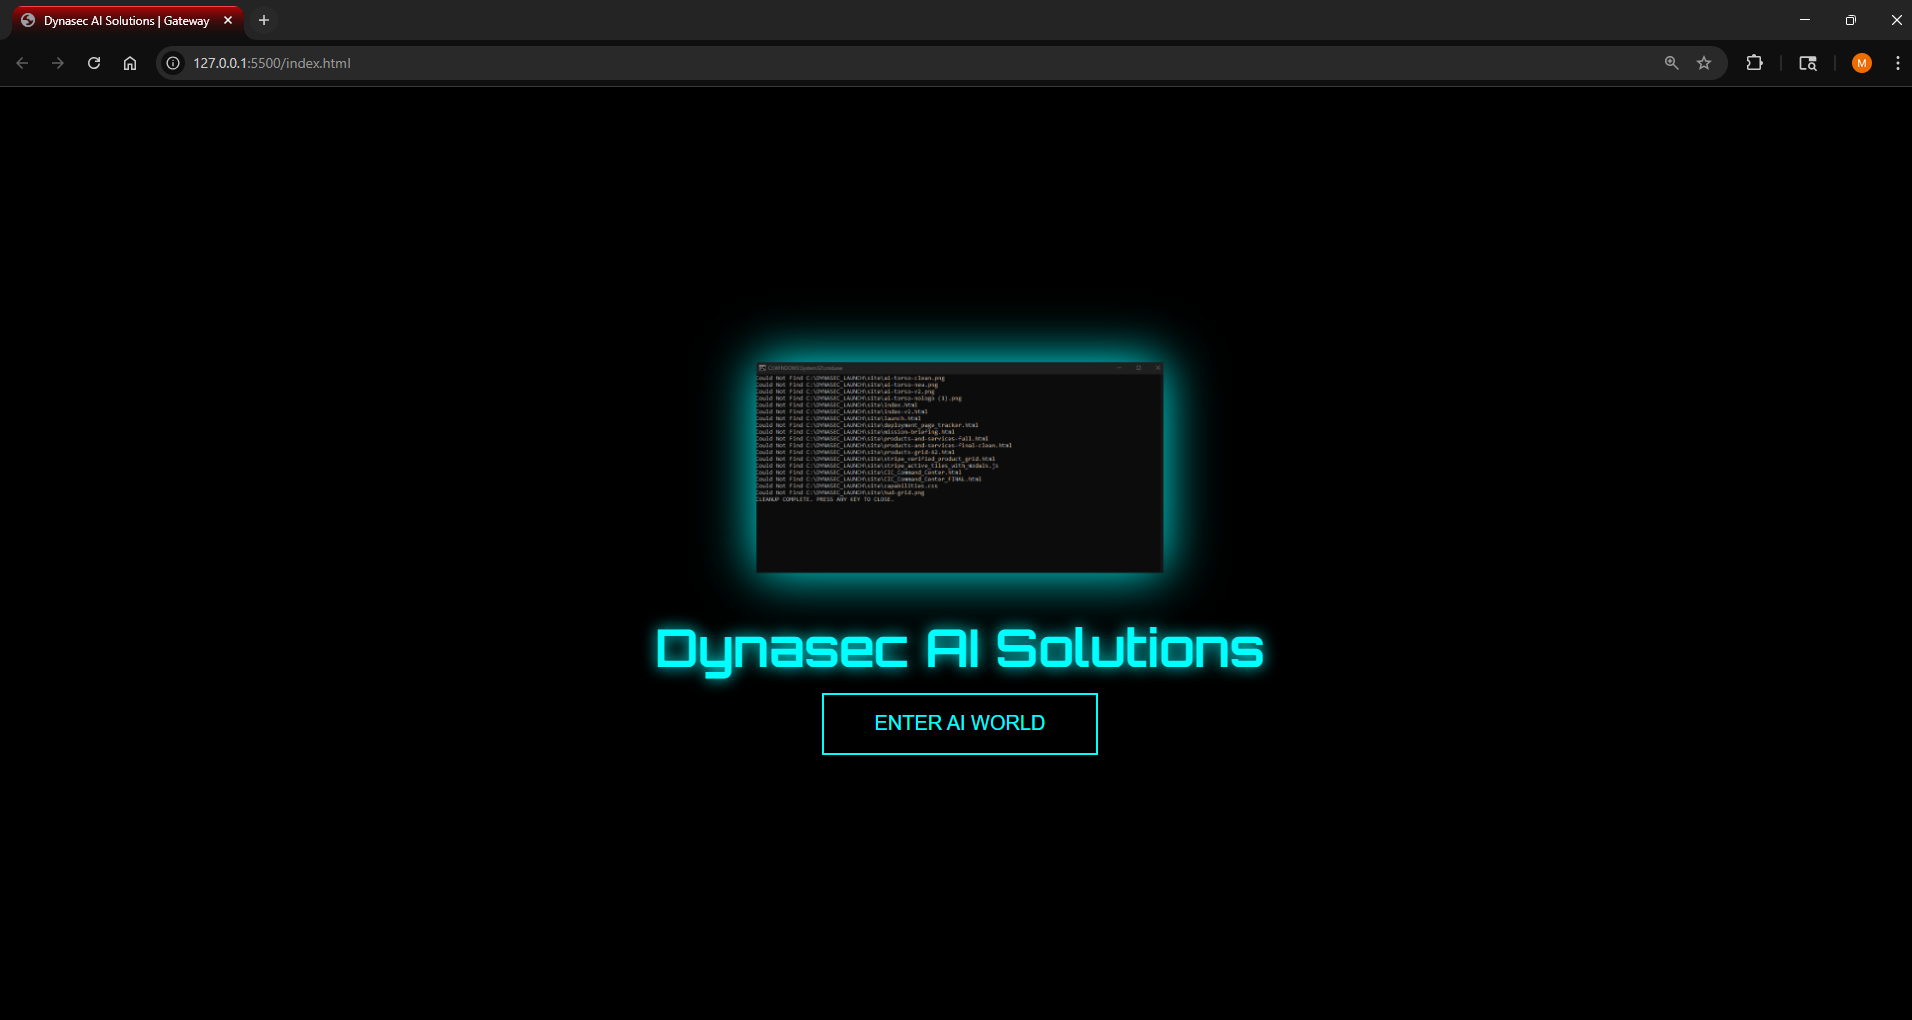 Dynasec AI Solutions | Gateway
127.0.0.1:5500/index.html
M
C:\WINDOWS\System32\cmd.exe
Could Not Find C:\DYNASEC_LAUNCH\site\ai-torso-clean.png
Could Not Find C:\DYNASEC_LAUNCH\site\ai-torso-new.png
Could Not Find C:\DYNASEC_LAUNCH\site\ai-torso-v2.png
Could Not Find C:\DYNASEC_LAUNCH\site\ai-torso-nologo (1).png
Could Not Find C:\DYNASEC_LAUNCH\site\index.html
Could Not Find C:\DYNASEC_LAUNCH\site\index-v2.html
Could Not Find C:\DYNASEC_LAUNCH\site\launch.html
Could Not Find C:\DYNASEC_LAUNCH\site\deployment_page_tracker.html
Could Not Find C:\DYNASEC_LAUNCH\site\mission-briefing.html
Could Not Find C:\DYNASEC_LAUNCH\site\products-and-services-full.html
Could Not Find C:\DYNASEC_LAUNCH\site\products-and-services-final-clean.html
Could Not Find C:\DYNASEC_LAUNCH\site\products-grid-82.html
Could Not Find C:\DYNASEC_LAUNCH\site\stripe_verified_product_grid.html
Could Not Find C:\DYNASEC_LAUNCH\site\stripe_active_tiles_with_modals.js
Could Not Find C:\DYNASEC_LAUNCH\site\CIC_Command_Center.html
Could Not Find C:\DYNASEC_LAUNCH\site\CIC_Command_Center_FINAL.html
Could Not Find C:\DYNASEC_LAUNCH\site\capabilities.css
Could Not Find C:\DYNASEC_LAUNCH\site\hud-grid.png
CLEANUP COMPLETE. PRESS ANY KEY TO CLOSE.
Dynasec AI Solutions
ENTER AI WORLD